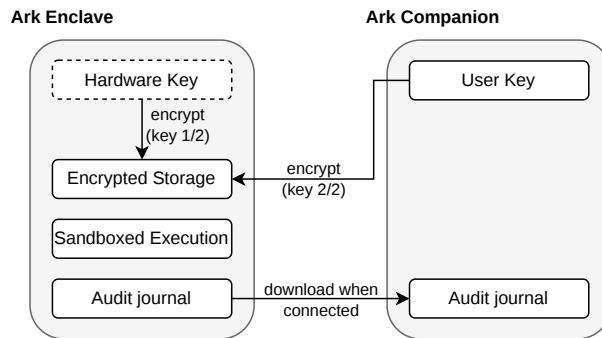 Ark Enclave
Ark Companion
Hardware Key
User Key
encrypt
(key 1/2)
Encrypted Storage
encrypt
(key 2/2)
Sandboxed Execution
Audit journal
download when
connected
Audit journal